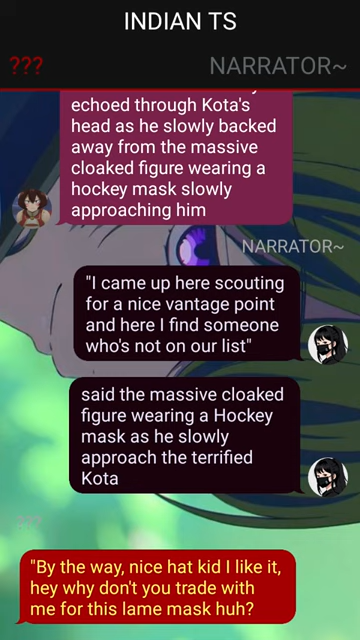 INDIAN TS
???
NARRATOR~
echoed through Kota's
head as he slowly backed
away from the massive
cloaked figure wearing a
hockey mask slowly
approaching him
NARRATOR~
"I came up here scouting
for a nice vantage point
and here I find someone
who's not on our list"
said the massive cloaked
figure wearing a Hockey
mask as he slowly
approach the terrified
Kota
???
"By the way, nice hat kid I like it,
hey why don't you trade with
me for this lame mask huh?